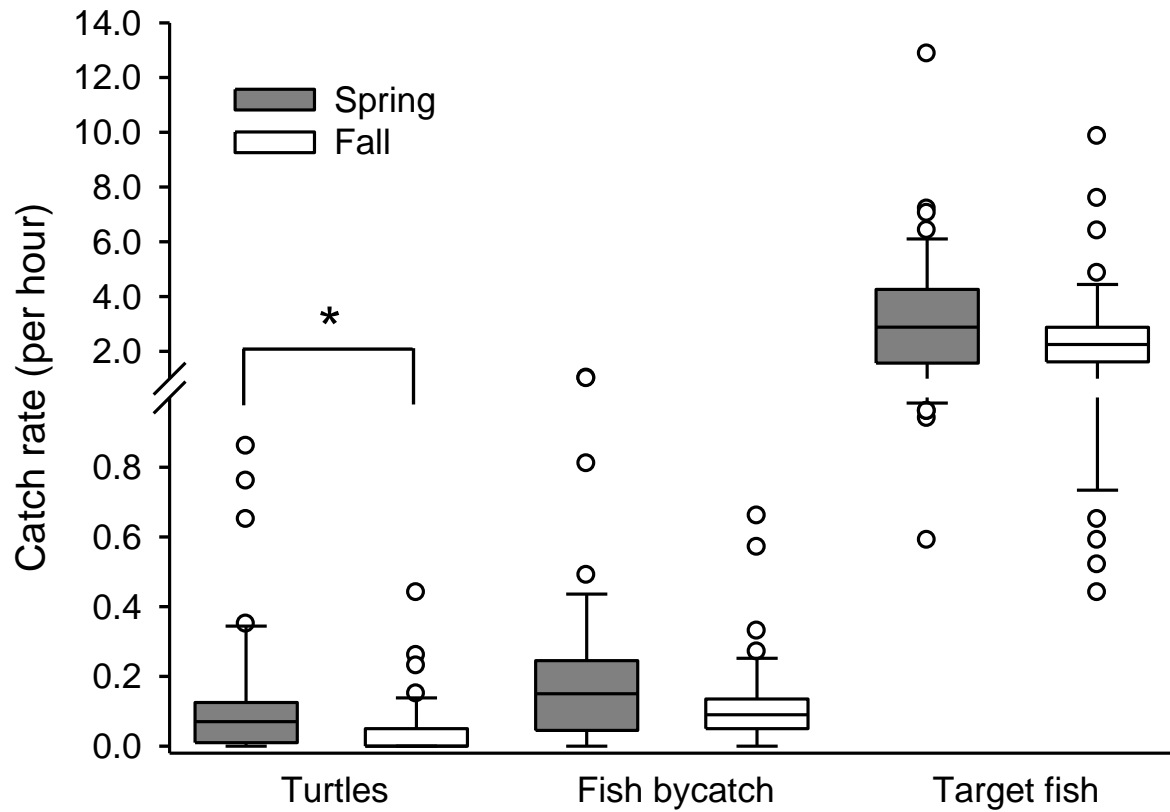 Catch rate (per hour)
14.0
12.0
10.0
8.0
6.0
4.0
2.0
0.8
0.6
0.4
0.2
0.0
Spring
Fall
*
Turtles
Fish bycatch
Target fish